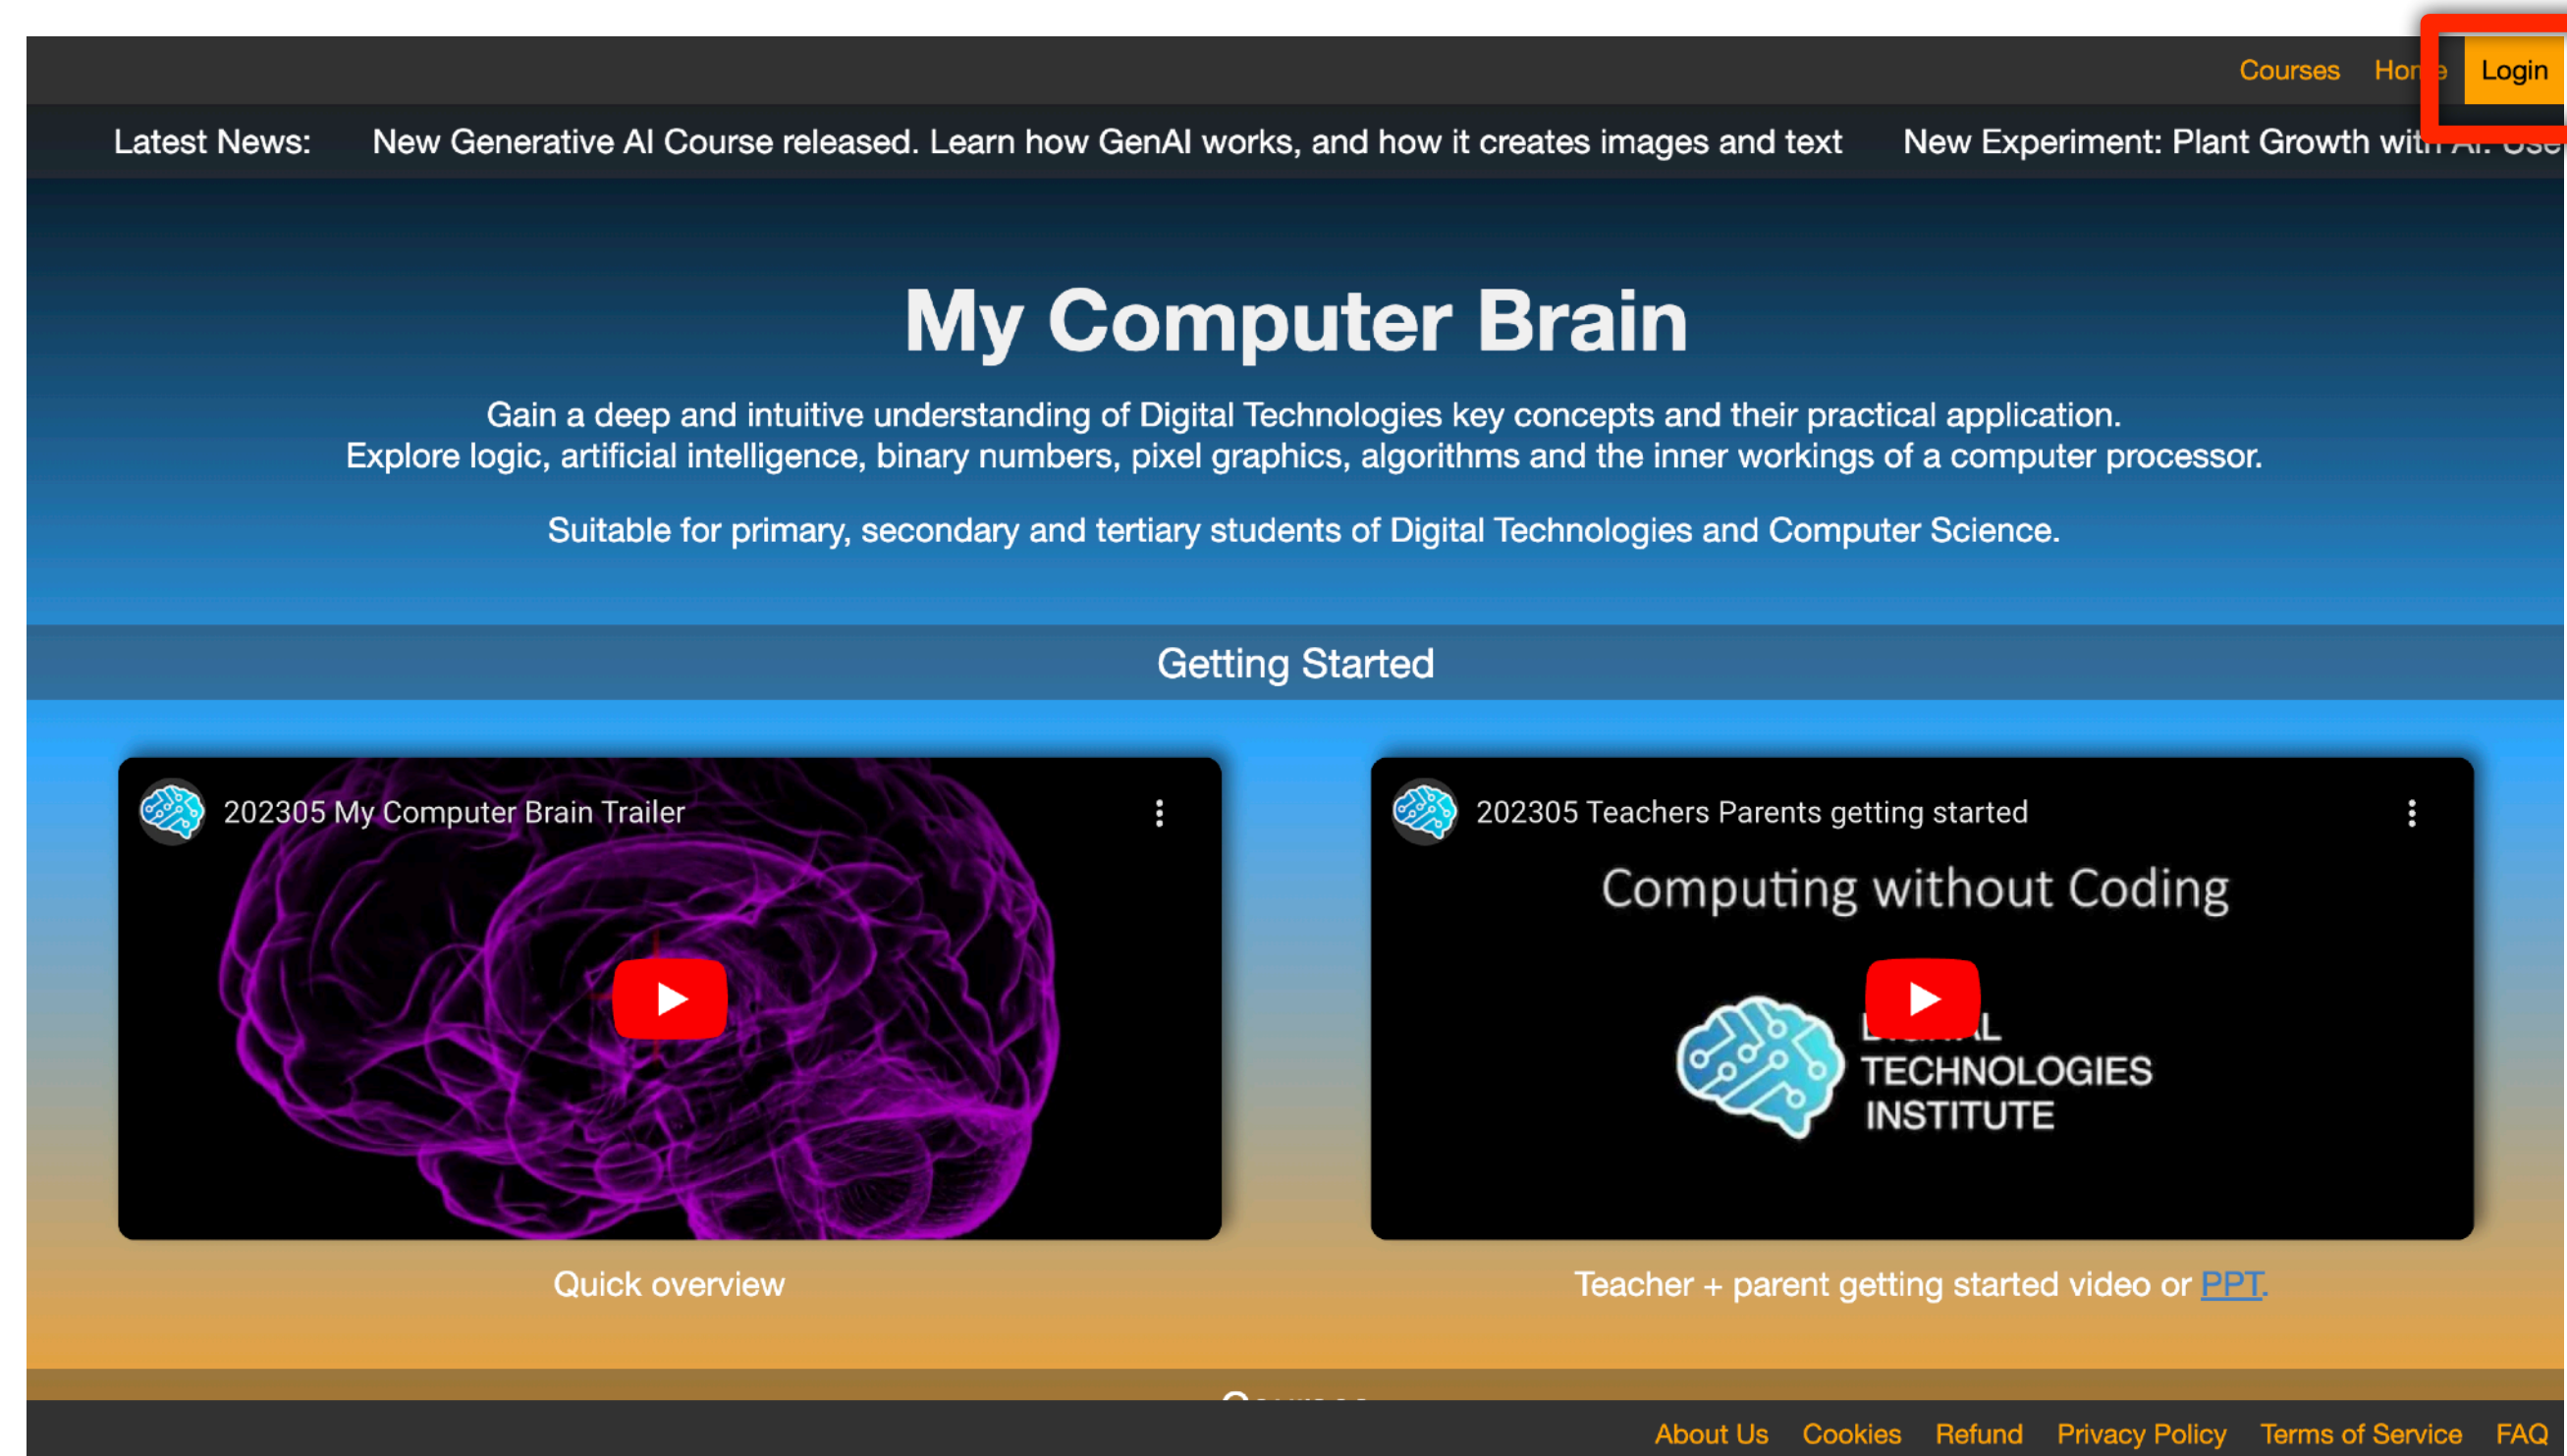 Courses Home Login
Latest News: New Generative AI Course released. Learn how GenAI works, and how it creates images and text New Experiment: Plant Growth with AI. Use
My Computer Brain
Gain a deep and intuitive understanding of Digital Technologies key concepts and their practical application.
Explore logic, artificial intelligence, binary numbers, pixel graphics, algorithms and the inner workings of a computer processor.
Suitable for primary, secondary and tertiary students of Digital Technologies and Computer Science.
Getting Started
202305 My Computer Brain Trailer
202305 Teachers Parents getting started
Computing without Coding
DIGITAL
TECHNOLOGIES
INSTITUTE
Quick overview
Teacher + parent getting started video or PPT.
About Us Cookies Refund Privacy Policy Terms of Service FAQ